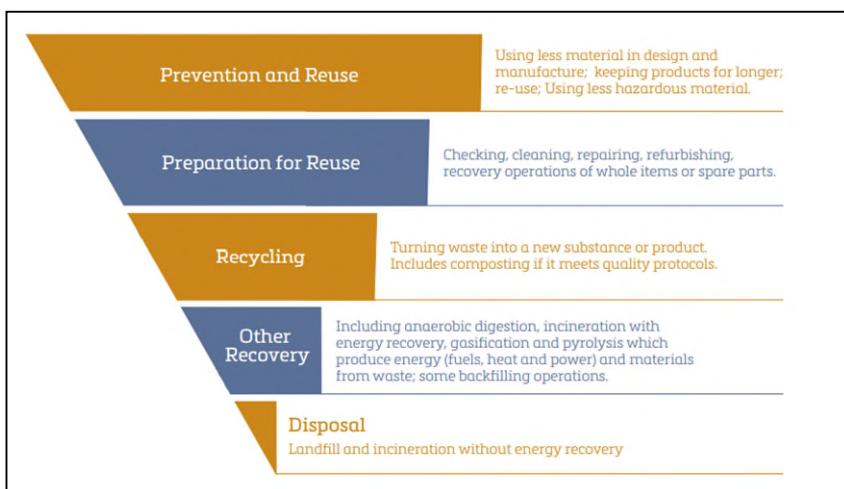 Prevention and Reuse
Using less material in design and
manufacture; keeping products for longer;
re-use; Using less hazardous material.
Preparation for Reuse
Checking, cleaning, repairing, refurbishing,
recovery operations of whole items or spare parts.
Recycling
Turning waste into a new substance or product.
Includes composting if it meets quality protocols.
Other
Recovery
Including anaerobic digestion, incineration with
energy recovery, gasification and pyrolysis which
produce energy (fuels, heat and power) and materials
from waste; some backfilling operations.
Disposal
Landfill and incineration without energy recovery